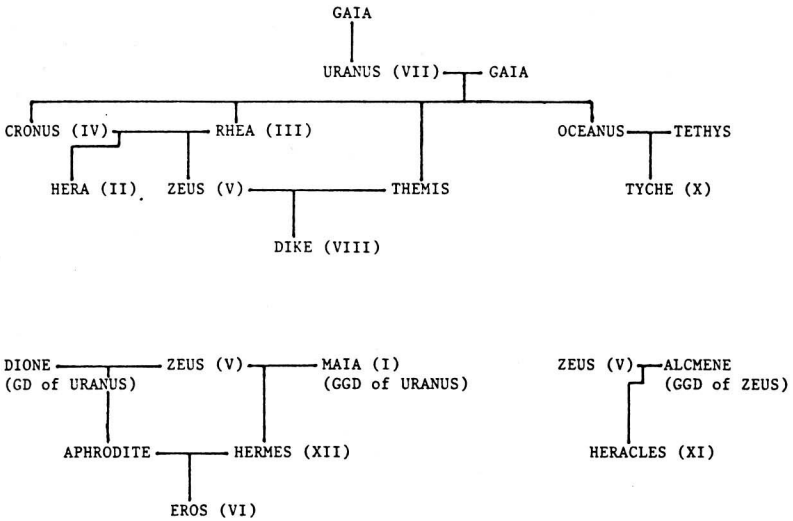 GAIA
URANUS (VII) GAIA
CRONUS (IV) RHEA (III) OCEANUS TETHYS
HERA (II) ZEUS (V) THEMIS TYCHE (X)
DIKE (VIII)
DIONE ZEUS (V) MAIA (I) ZEUS (V) ALCMENE
(GD of URANUS) (GGD of URANUS) (GGD of ZEUS)
APHRODITE HERMES (XII) HERACLES (XI)
EROS (VI)